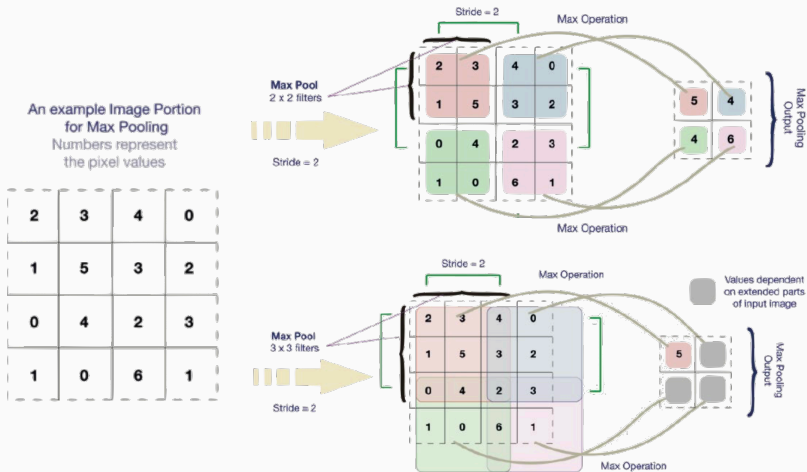 An example Image Portion
for Max Pooling
Numbers represent
the pixel values
2 3 4 0
1 5 3 2
0 4 2 3
1 0 6 1
Stride = 2
Max Operation
Max Pool
2 x 2 filters
Stride = 2
2 3 4 0
1 5 3 2
0 4 2 3
1 0 6 1
5 4
4 6
Max Pooling
Output
Max Operation
Stride = 2
Max Operation
Values dependent
on extended parts
of input image
Max Pool
3 x 3 filters
Stride = 2
2 3 4 0
1 5 3 2
0 4 2 3
1 0 6 1
5
Max Pooling
Output
Max Operation